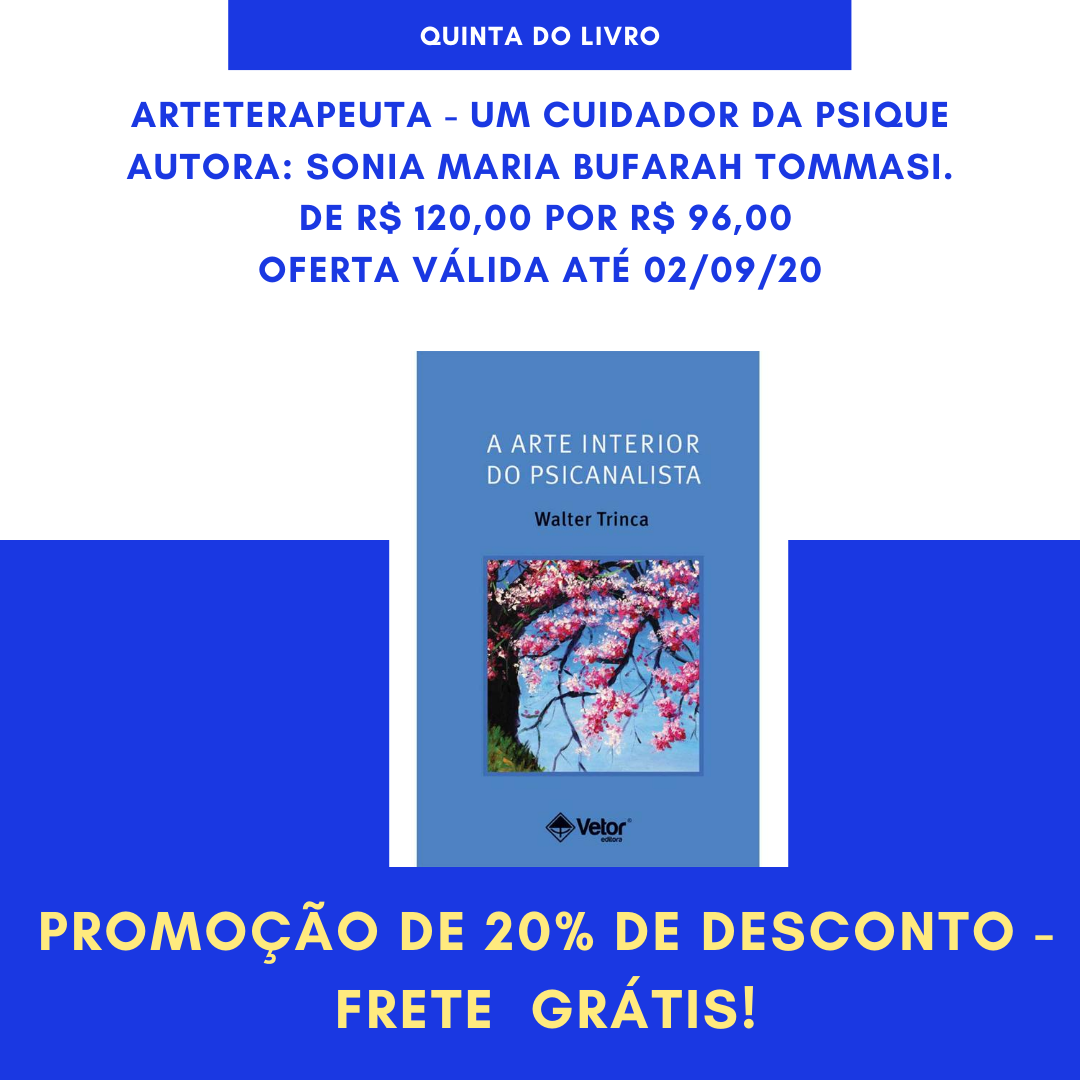 QUINTA DO LIVRO
ARTETERAPEUTA - UM CUIDADOR DA PSIQUE
AUTORA: SONIA MARIA BUFARAH TOMMASI.
DE R$ 120,00 POR R$ 96,00
OFERTA VÁLIDA ATÉ 02/09/20
A ARTE INTERIOR
DO PSICANALISTA
Walter Trinca
Vetor
editora
PROMOÇÃO DE 20% DE DESCONTO -
FRETE GRÁTIS!